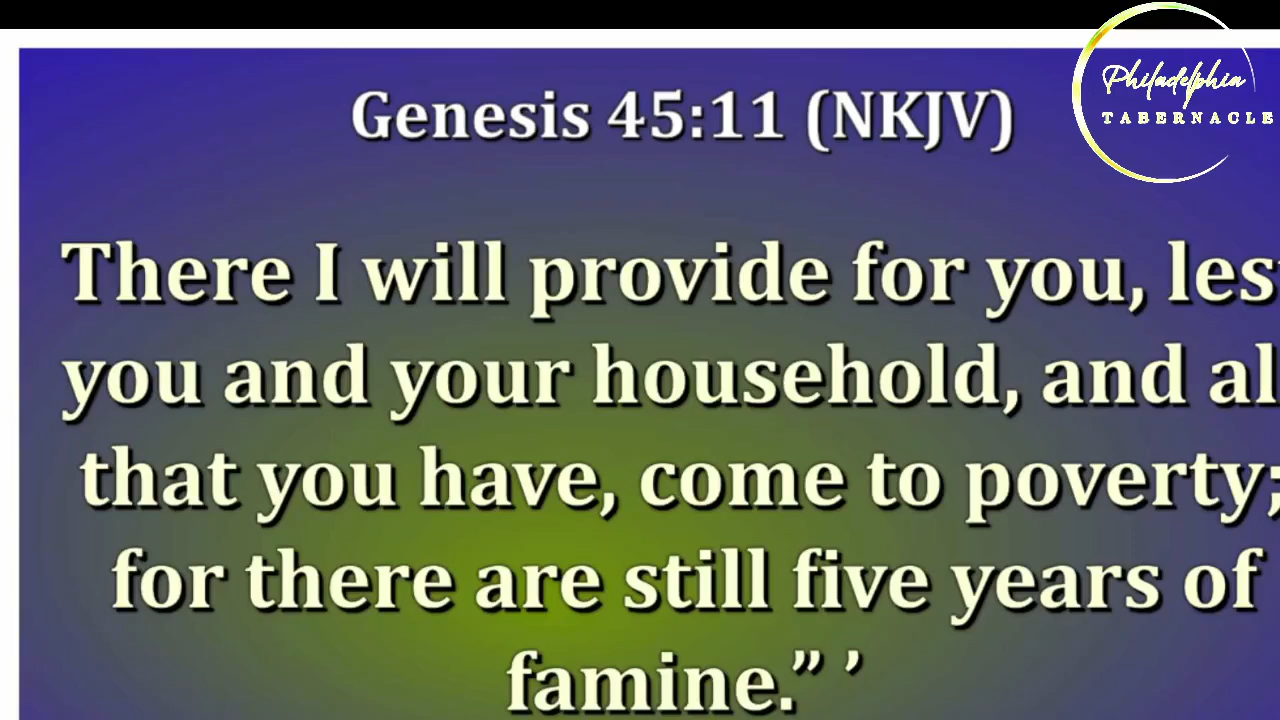 Genesis 45:11 (NKJV)
Philadelphia
TABERNACLE
There I will provide for you, les
you and your household, and al
that you have, come to poverty;
for there are still five years of
famine.” ’